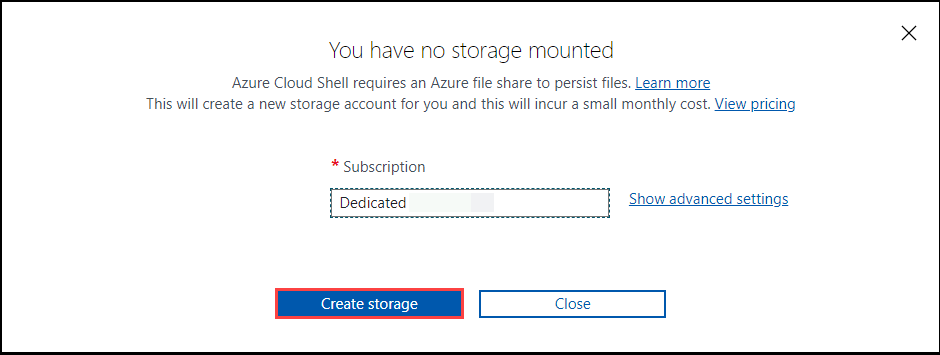 You have no storage mounted
Azure Cloud Shell requires an Azure file share to persist files. Learn more
This will create a new storage account for you and this will incur a small monthly cost. View pricing
* Subscription
Dedicated
Show advanced settings
Create storage
Close